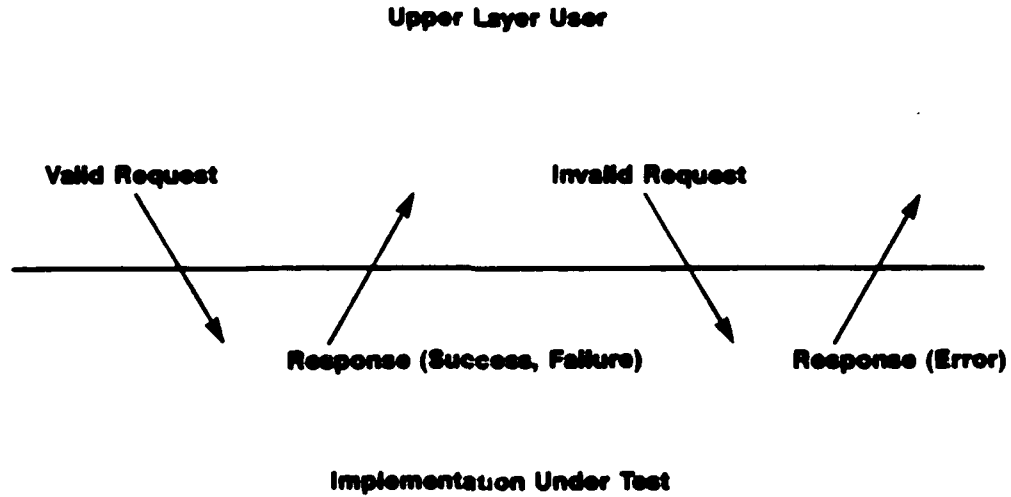 Upper Layer User
Valid Request
Invalid Request
Response (Success, Failure)
Response (Error)
Implementation Under Test